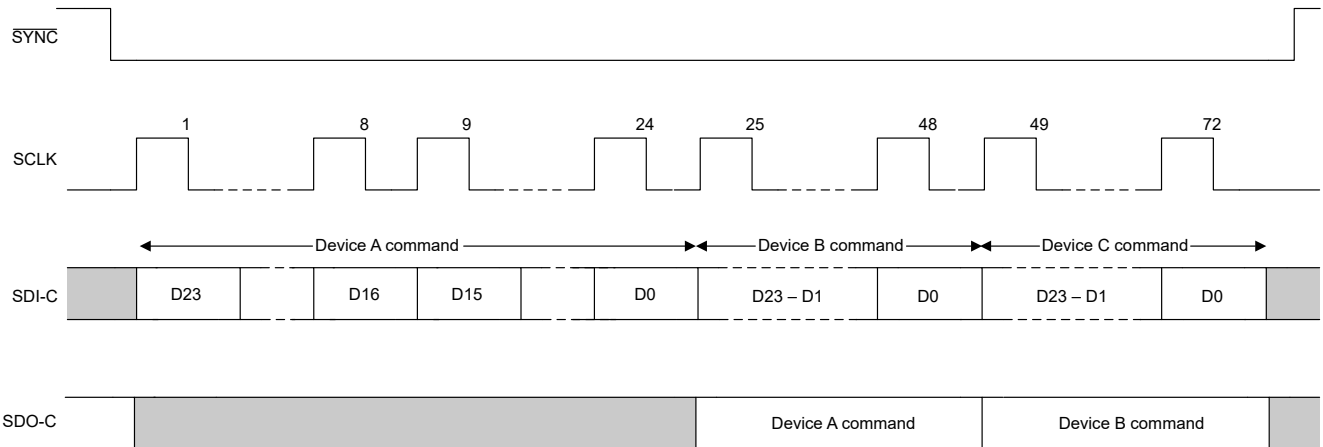 SYNC
1 8 9 24 25 48 49 72
SCLK
Device A command Device B command Device C command
SDI-C D23 D16 D15 D0 D23 – D1 D0 D23 – D1 D0
SDO-C Device A command Device B command